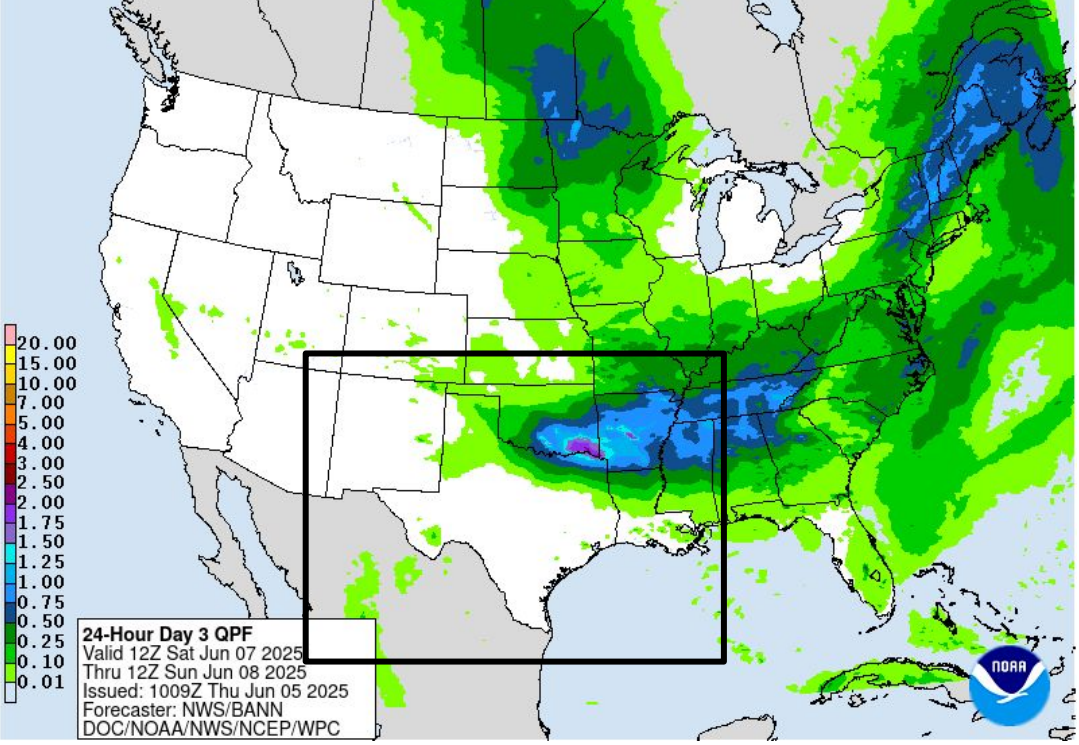 20.00
15.00
10.00
7.00
5.00
4.00
3.00
2.50
2.00
1.75
1.50
1.25
1.00
0.75
0.50
0.25
0.10
0.01
24-Hour Day 3 QPF
Valid 12Z Sat Jun 07 2025
Thru 12Z Sun Jun 08 2025
Issued: 1009Z Thu Jun 05 2025
Forecaster: NWS/BANN
DOC/NOAA/NWS/NCEP/WPC
NOAA